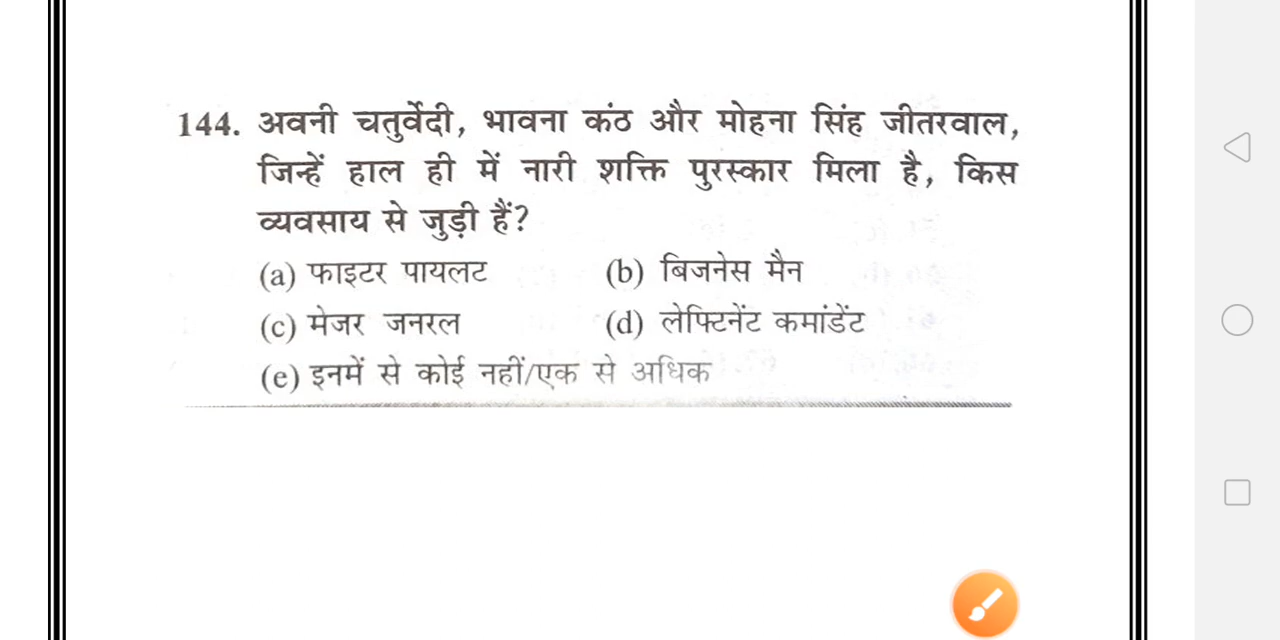 144. अवनी चतुर्वेदी, भावना कंठ और मोहना सिंह जीतरवाल,
जिन्हें हाल ही में नारी शक्ति पुरस्कार मिला है, किस
व्यवसाय से जुड़ी हैं?
(a) फाइटर पायलट (b) बिजनेस मैन
(c) मेजर जनरल (d) लेफ्टिनेंट कमांडेंट
(e) इनमें से कोई नहीं/एक से अधिक